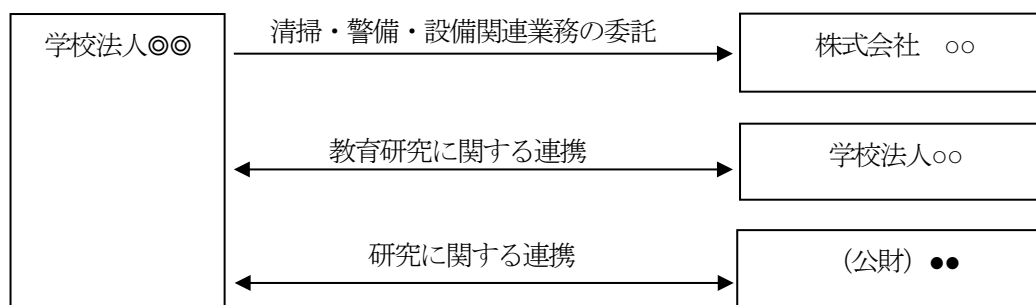 学校法人◎◎
清掃・警備・設備関連業務の委託
株式会社　○○
教育研究に関する連携
学校法人○○
研究に関する連携
（公財）●●